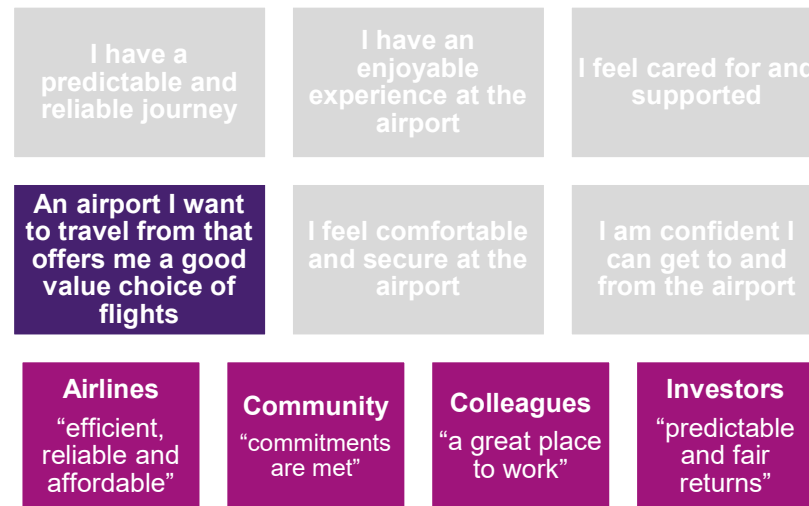 I have a
predictable and
reliable journey
I have an
enjoyable
experience at the
airport
I feel cared for and
supported
An airport I want
to travel from that
offers me a good
value choice of
flights
I feel comfortable
and secure at the
airport
I am confident I
can get to and
from the airport
Airlines
“efficient,
reliable and
affordable”
Community
“commitments
are met”
Colleagues
“a great place
to work”
Investors
“predictable
and fair
returns”